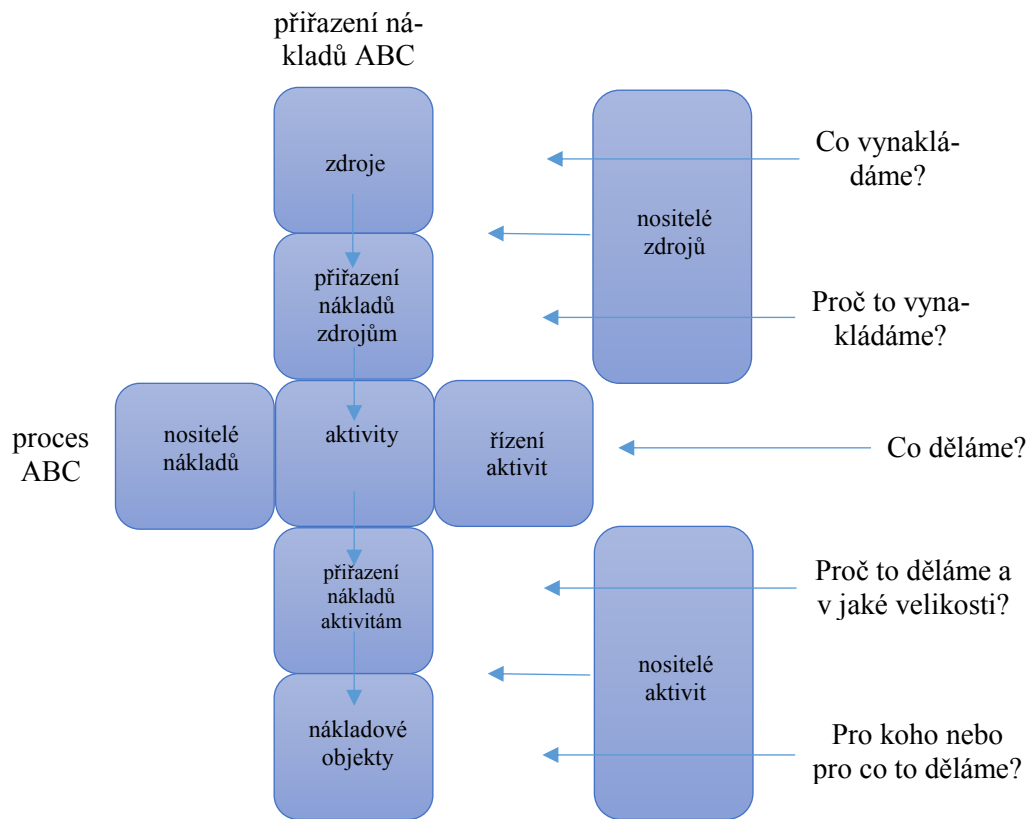 přiřazení ná-
kladů ABC
zdroje
Co vynaklá-
dáme?
nositelé
zdrojů
přiřazení
nákladů
zdrojům
Proč to vyna-
kládáme?
proces
ABC
nositelé
nákladů
aktivity
řízení
aktivit
Co děláme?
přiřazení
nákladů
aktivitám
Proč to děláme a
v jaké velikosti?
nositelé
aktivit
nákladové
objekty
Pro koho nebo
pro co to děláme?